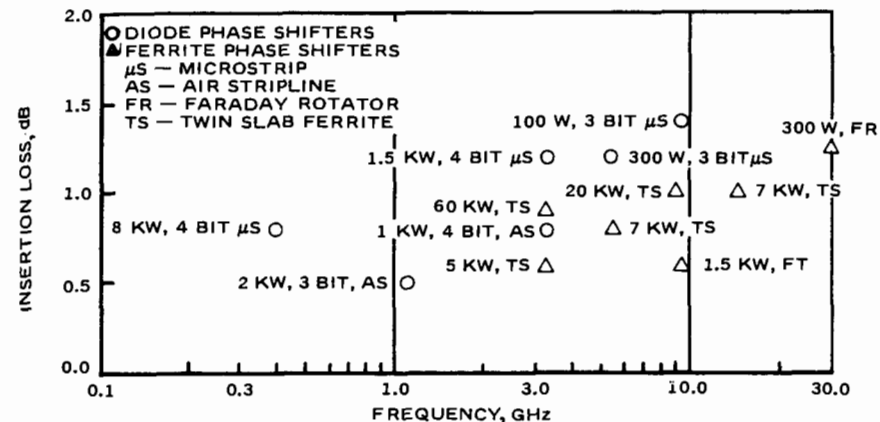 2.0
O DIODE PHASE SHIFTERS
▲ FERRITE PHASE SHIFTERS
μS — MICROSTRIP
AS — AIR STRIPLINE
FR — FARADAY ROTATOR
TS — TWIN SLAB FERRITE
1.5
1.0
0.5
0.0
INSERTION LOSS, dB
100 W, 3 BIT μS
300 W, FR
1.5 KW, 4 BIT μS
300 W, 3 BIT μS
20 KW, TS
7 KW, TS
60 KW, TS
8 KW, 4 BIT μS
1 KW, 4 BIT, AS
7 KW, TS
5 KW, TS
1.5 KW, FT
2 KW, 3 BIT, AS
0.1
0.3
1.0
3.0
10.0
30.0
FREQUENCY, GHz